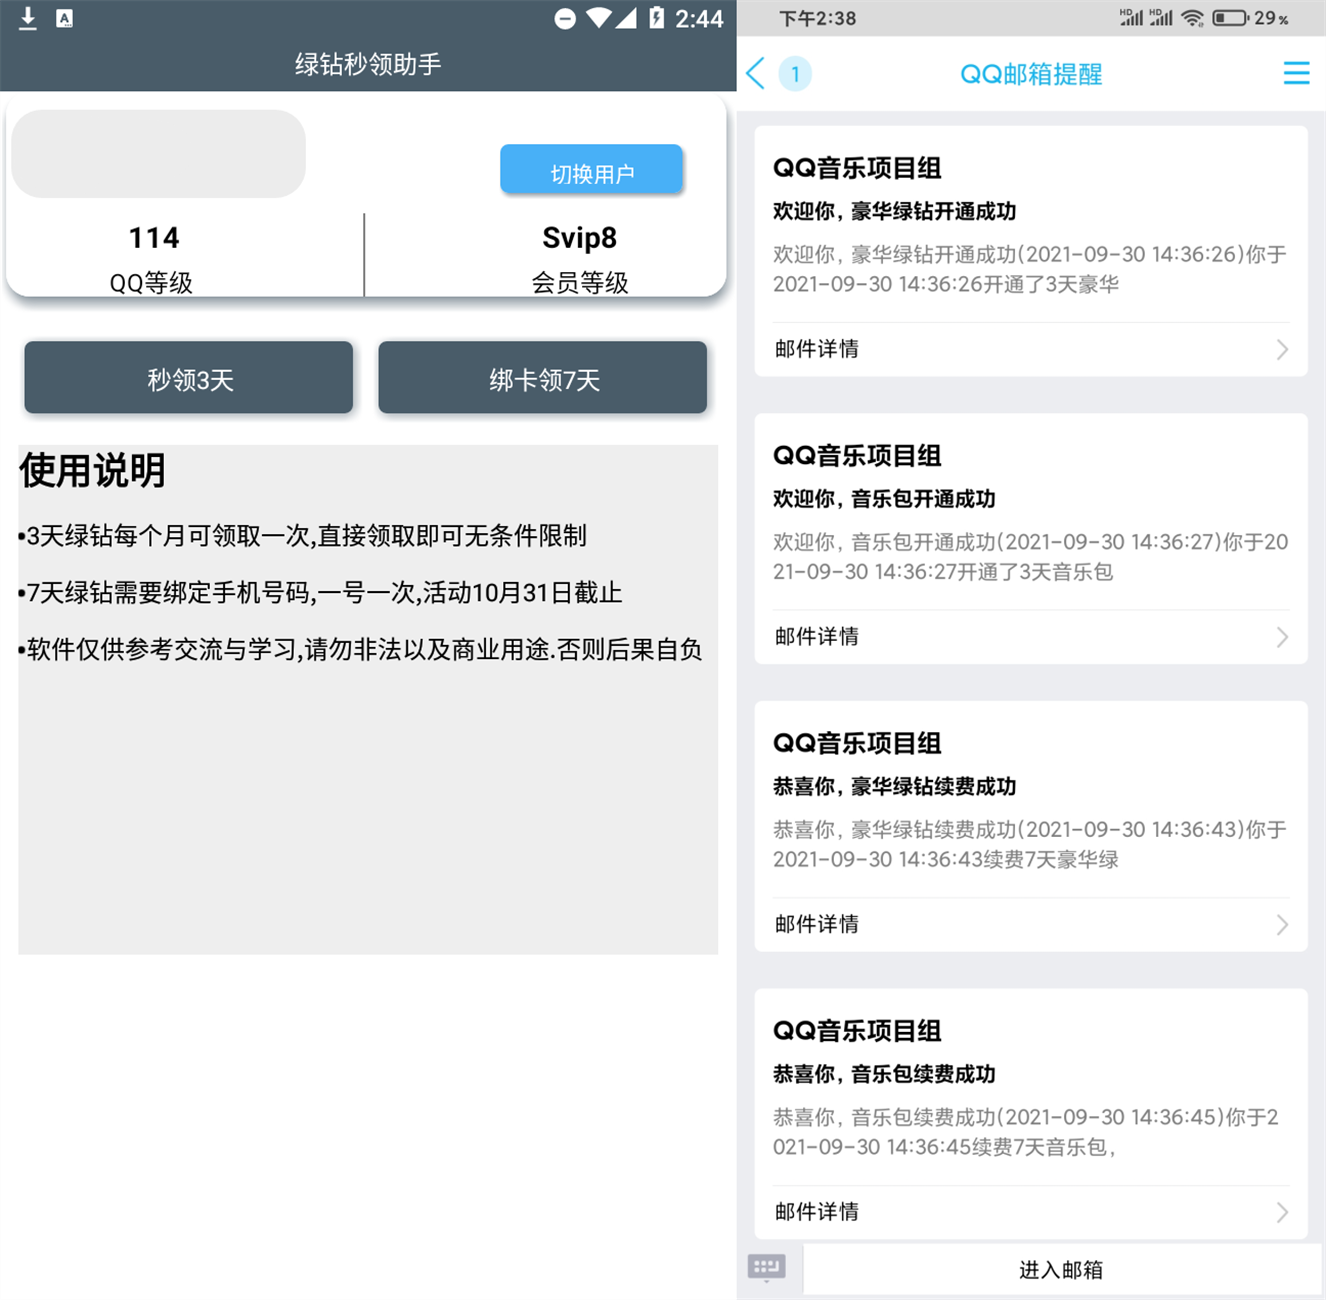 2:44
绿钻秒领助手
切换用户
114
Svip8
QQ等级
会员等级
秒领3天
绑卡领7天
使用说明
•3天绿钻每个月可领取一次,直接领取即可无条件限制
•7天绿钻需要绑定手机号码,一号一次,活动10月31日截止
•软件仅供参考交流与学习,请勿非法以及商业用途.否则后果自负
下午2:38
HD HD 29%
1
QQ邮箱提醒
QQ音乐项目组
欢迎你，豪华绿钻开通成功
欢迎你，豪华绿钻开通成功(2021-09-30 14:36:26)你于
2021-09-30 14:36:26开通了3天豪华
邮件详情
QQ音乐项目组
欢迎你，音乐包开通成功
欢迎你，音乐包开通成功(2021-09-30 14:36:27)你于20
21-09-30 14:36:27开通了3天音乐包
邮件详情
QQ音乐项目组
恭喜你，豪华绿钻续费成功
恭喜你，豪华绿钻续费成功(2021-09-30 14:36:43)你于
2021-09-30 14:36:43续费7天豪华绿
邮件详情
QQ音乐项目组
恭喜你，音乐包续费成功
恭喜你，音乐包续费成功(2021-09-30 14:36:45)你于2
021-09-30 14:36:45续费7天音乐包，
邮件详情
进入邮箱